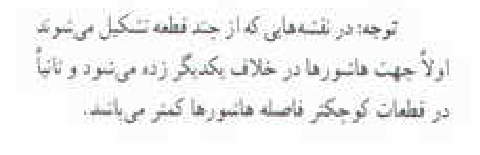 توجه: در نقشه‌هایی که از چند قطعه تشکیل می‌شوند
اولاً جهت هاشورها در خلاف یکدیگر زده می‌شود و ثانیاً
در قطعات کوچکتر فاصله هاشورها کمتر می‌باشد.